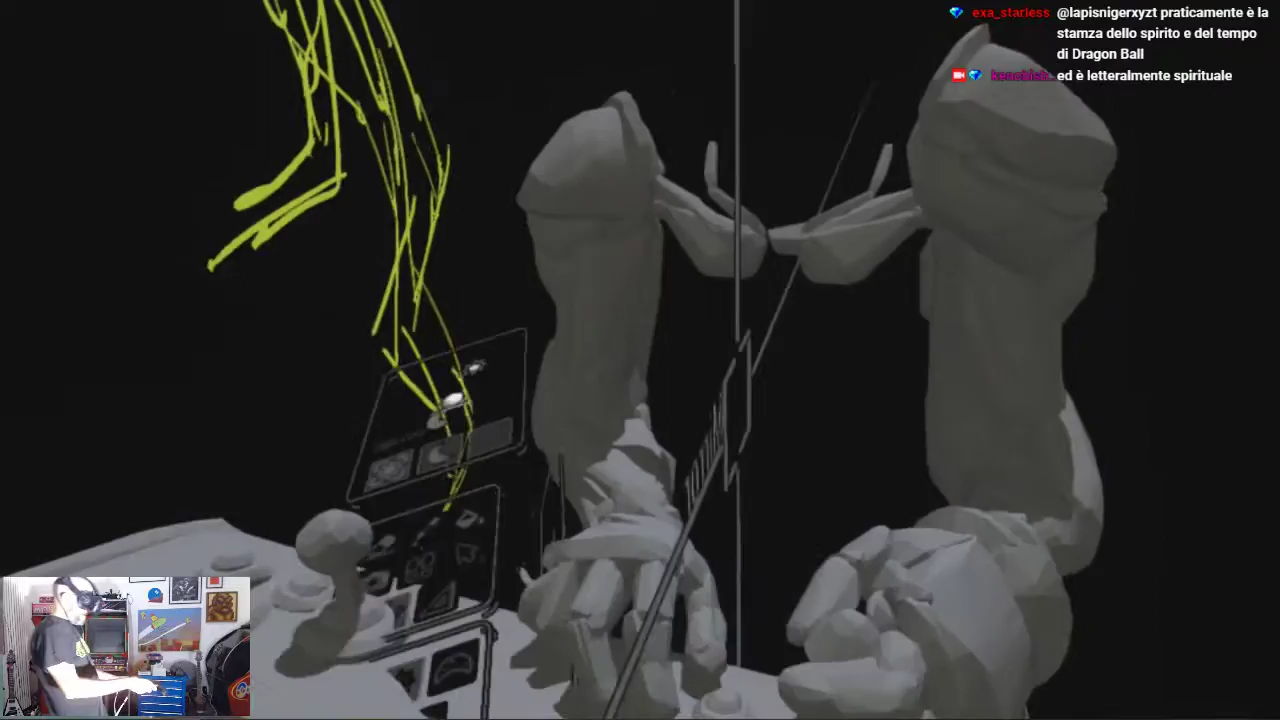 exa_starless @lapisnigerxyzt praticamente è la
stamza dello spirito e del tempo
di Dragon Ball
ed è letteralmente spirituale